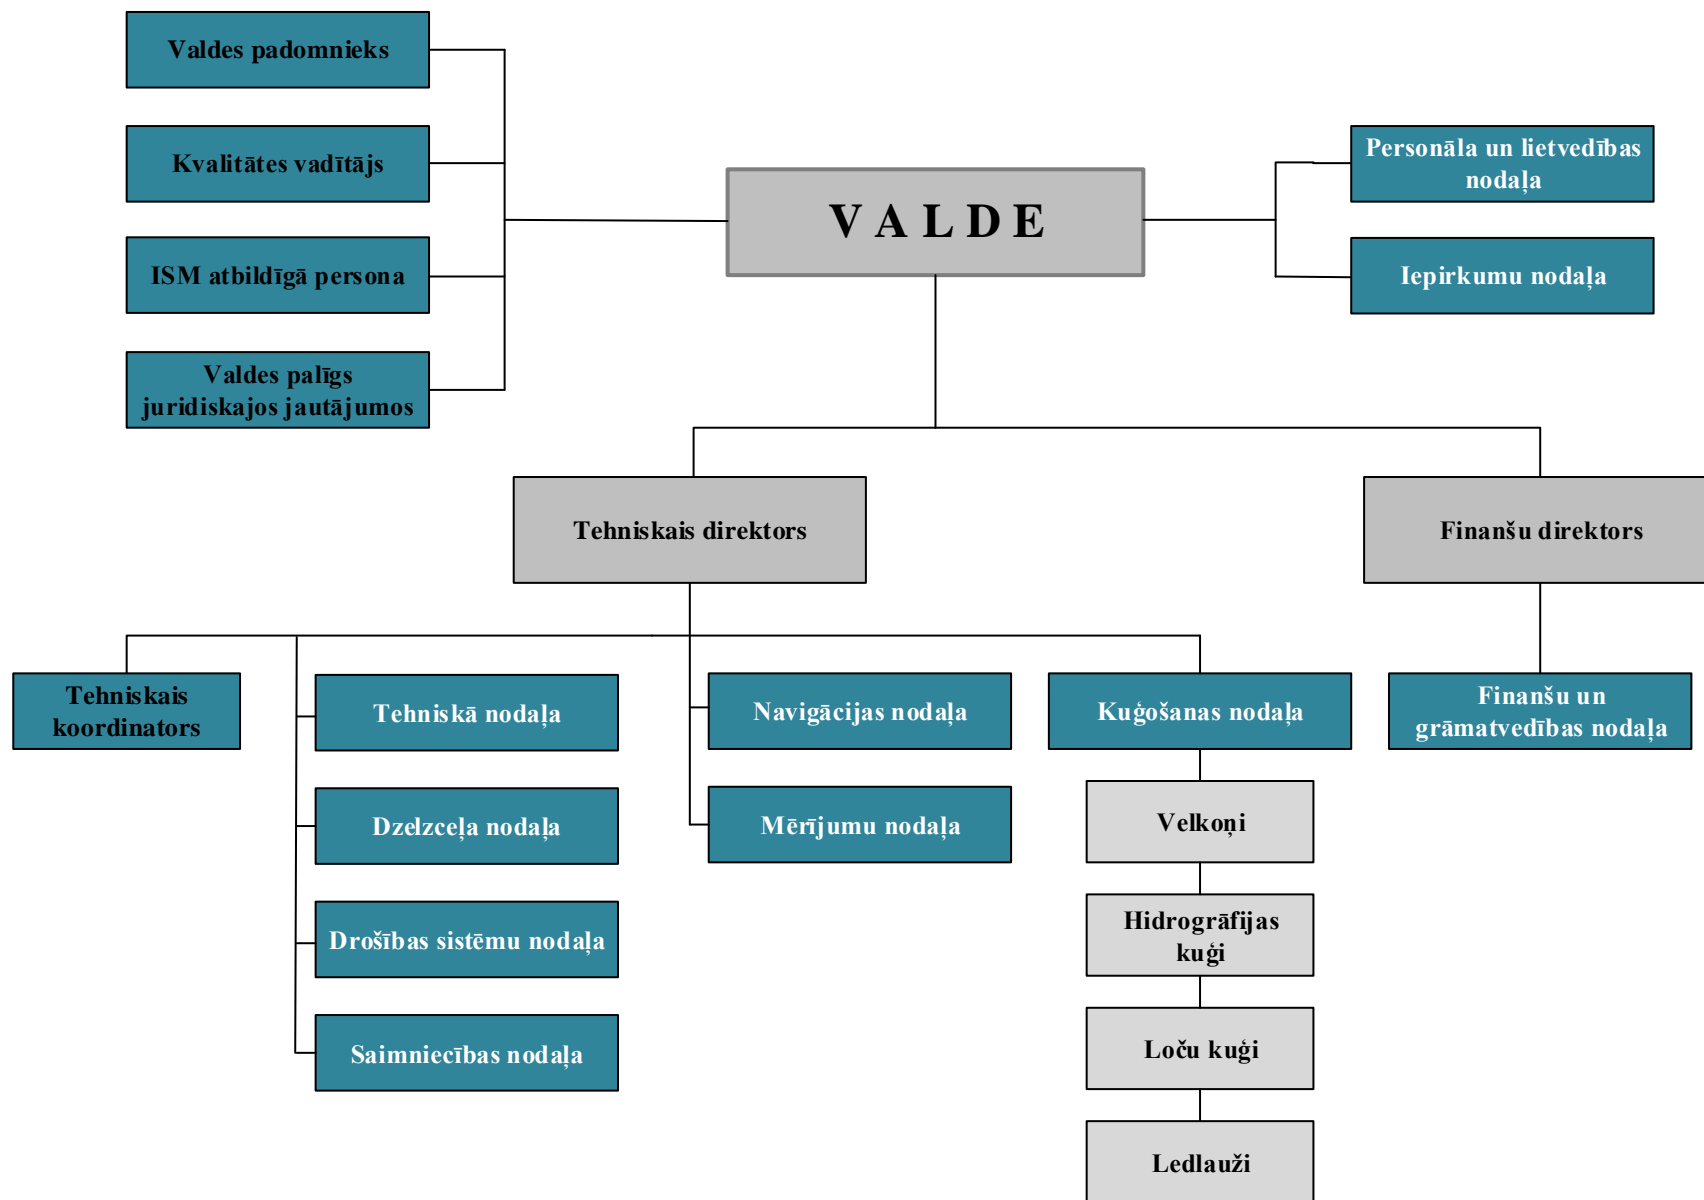 Valdes padomnieks
Kvalitātes vadītājs
ISM atbildīgā persona
Valdes palīgs
juridiskajos jautājumos
V A L D E
Personāla un lietvedības
nodaļa
Iepirkumu nodaļa
Tehniskais direktors
Finanšu direktors
Tehniskais
koordinators
Tehniskā nodaļa
Dzelzceļa nodaļa
Drošības sistēmu nodaļa
Saimniecības nodaļa
Navigācijas nodaļa
Mērījumu nodaļa
Kuģošanas nodaļa
Velkoņi
Hidrogrāfijas
kuģi
Loču kuģi
Ledlauži
Finanšu un
grāmatvedības nodaļa